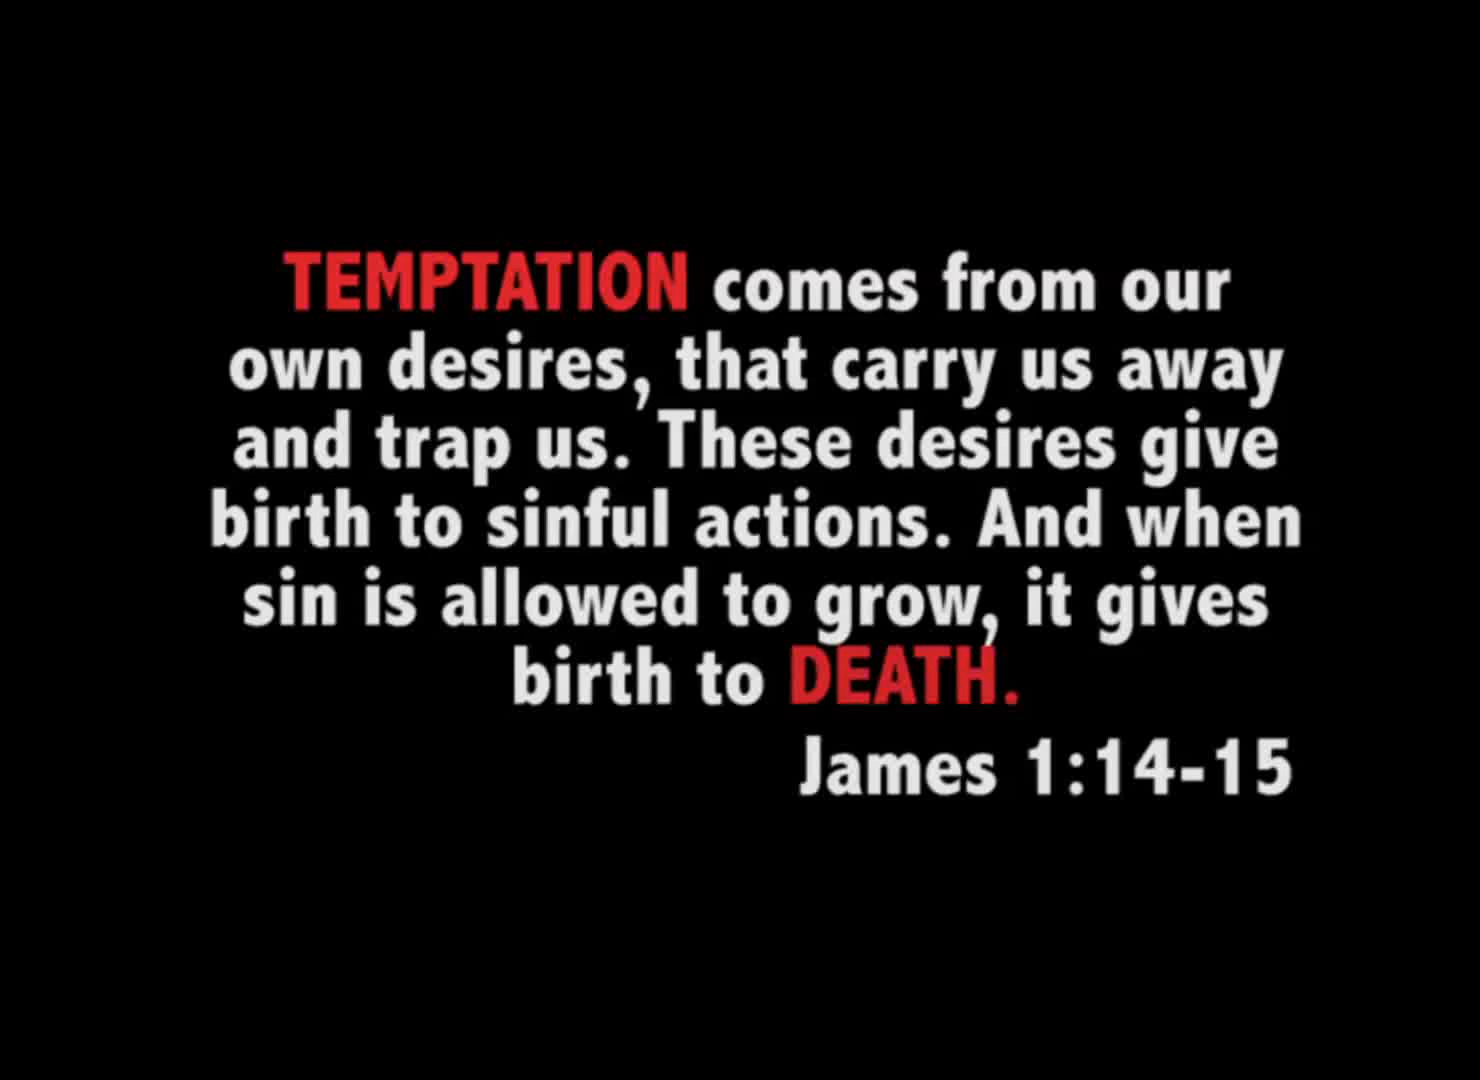 TEMPTATION comes from our
own desires, that carry us away
and trap us. These desires give
birth to sinful actions. And when
sin is allowed to grow, it gives
birth to DEATH.
James 1:14-15